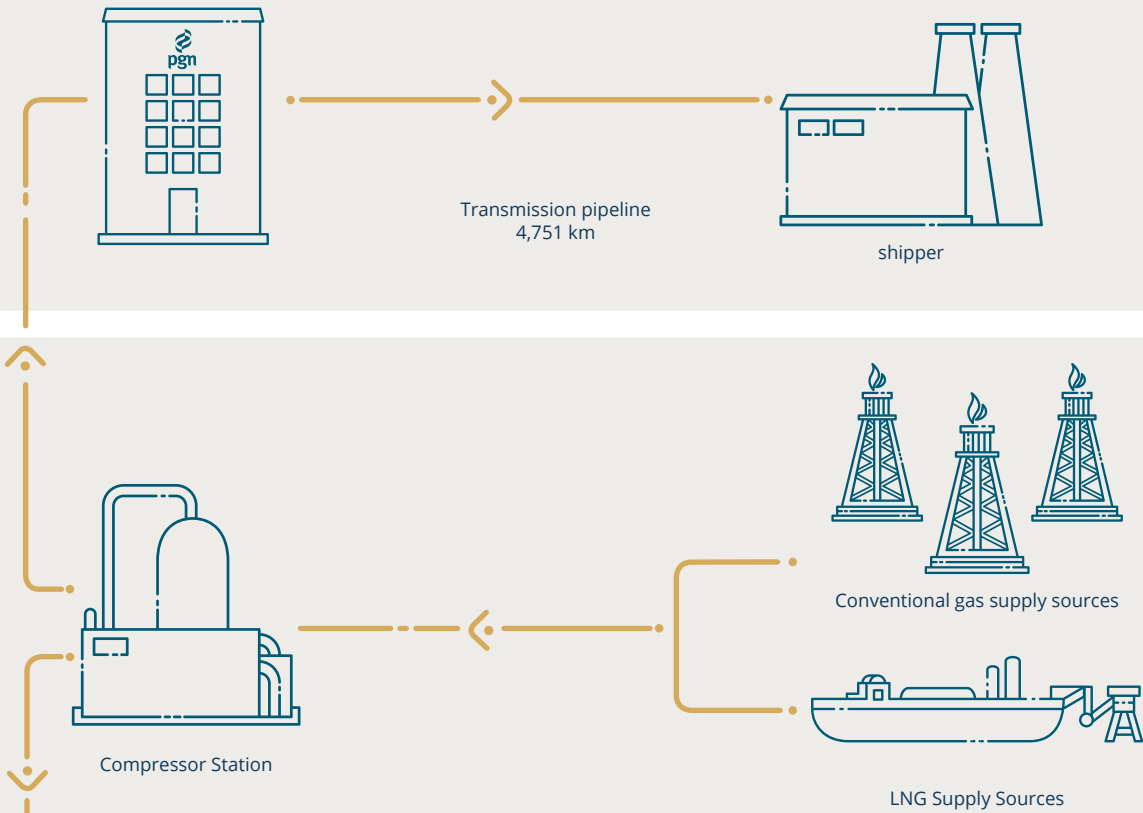 pgn
Transmission pipeline
4,751 km
shipper
Conventional gas supply sources
Compressor Station
LNG Supply Sources